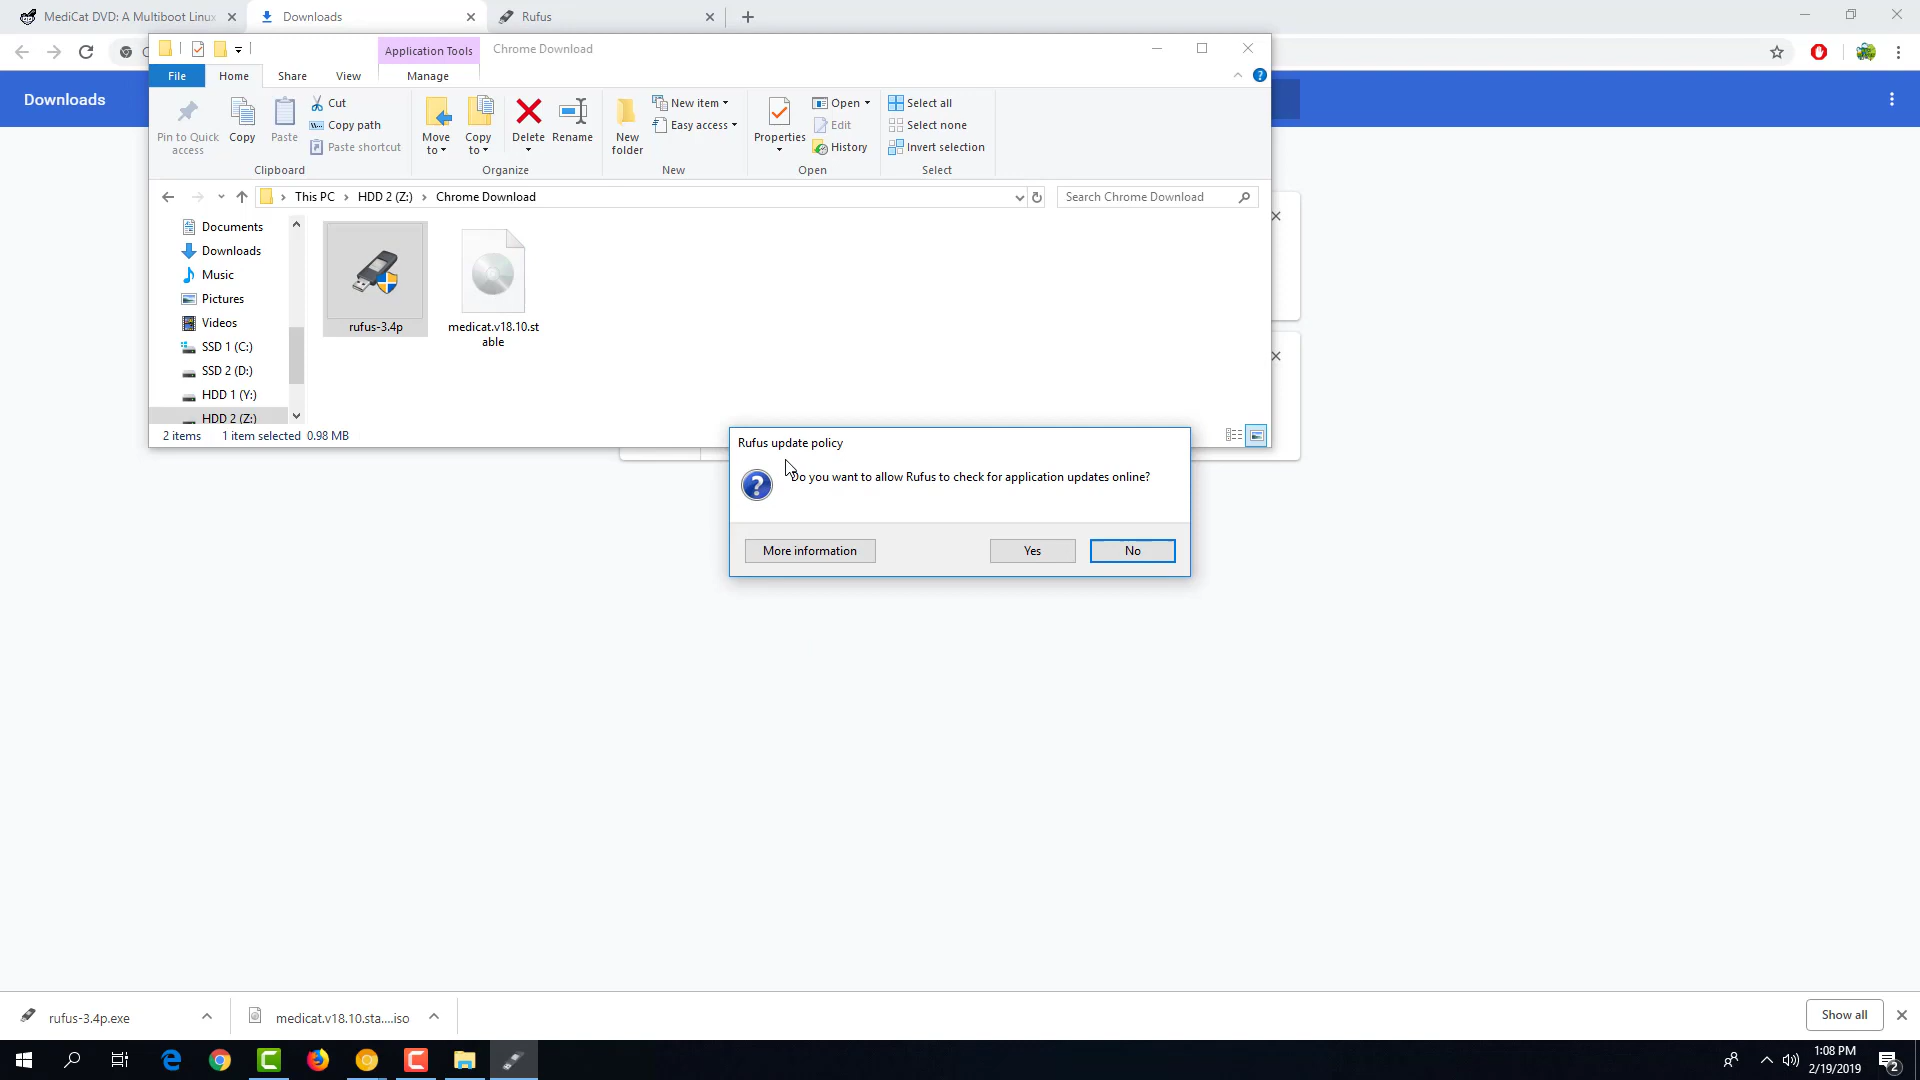 MediCat DVD: A Multiboot Linux
Downloads
Rufus
Application Tools
Chrome Download
File
Home
Share
View
Manage
Downloads
Pin to Quick access
Copy
Paste
Cut
Copy path
Paste shortcut
Clipboard
Move to
Copy to
Delete
Rename
Organize
New folder
New item
Easy access
New
Properties
Open
Edit
History
Open
Select all
Select none
Invert selection
Select
This PC
HDD 2 (Z:)
Chrome Download
Search Chrome Download
Documents
Downloads
Music
Pictures
Videos
SSD 1 (C:)
SSD 2 (D:)
HDD 1 (Y:)
HDD 2 (Z:)
rufus-3.4p
medicat.v18.10.st
able
2 items
1 item selected 0.98 MB
Rufus update policy
Do you want to allow Rufus to check for application updates online?
More information
Yes
No
rufus-3.4p.exe
medicat.v18.10.sta....iso
Show all
1:08 PM
2/19/2019
2